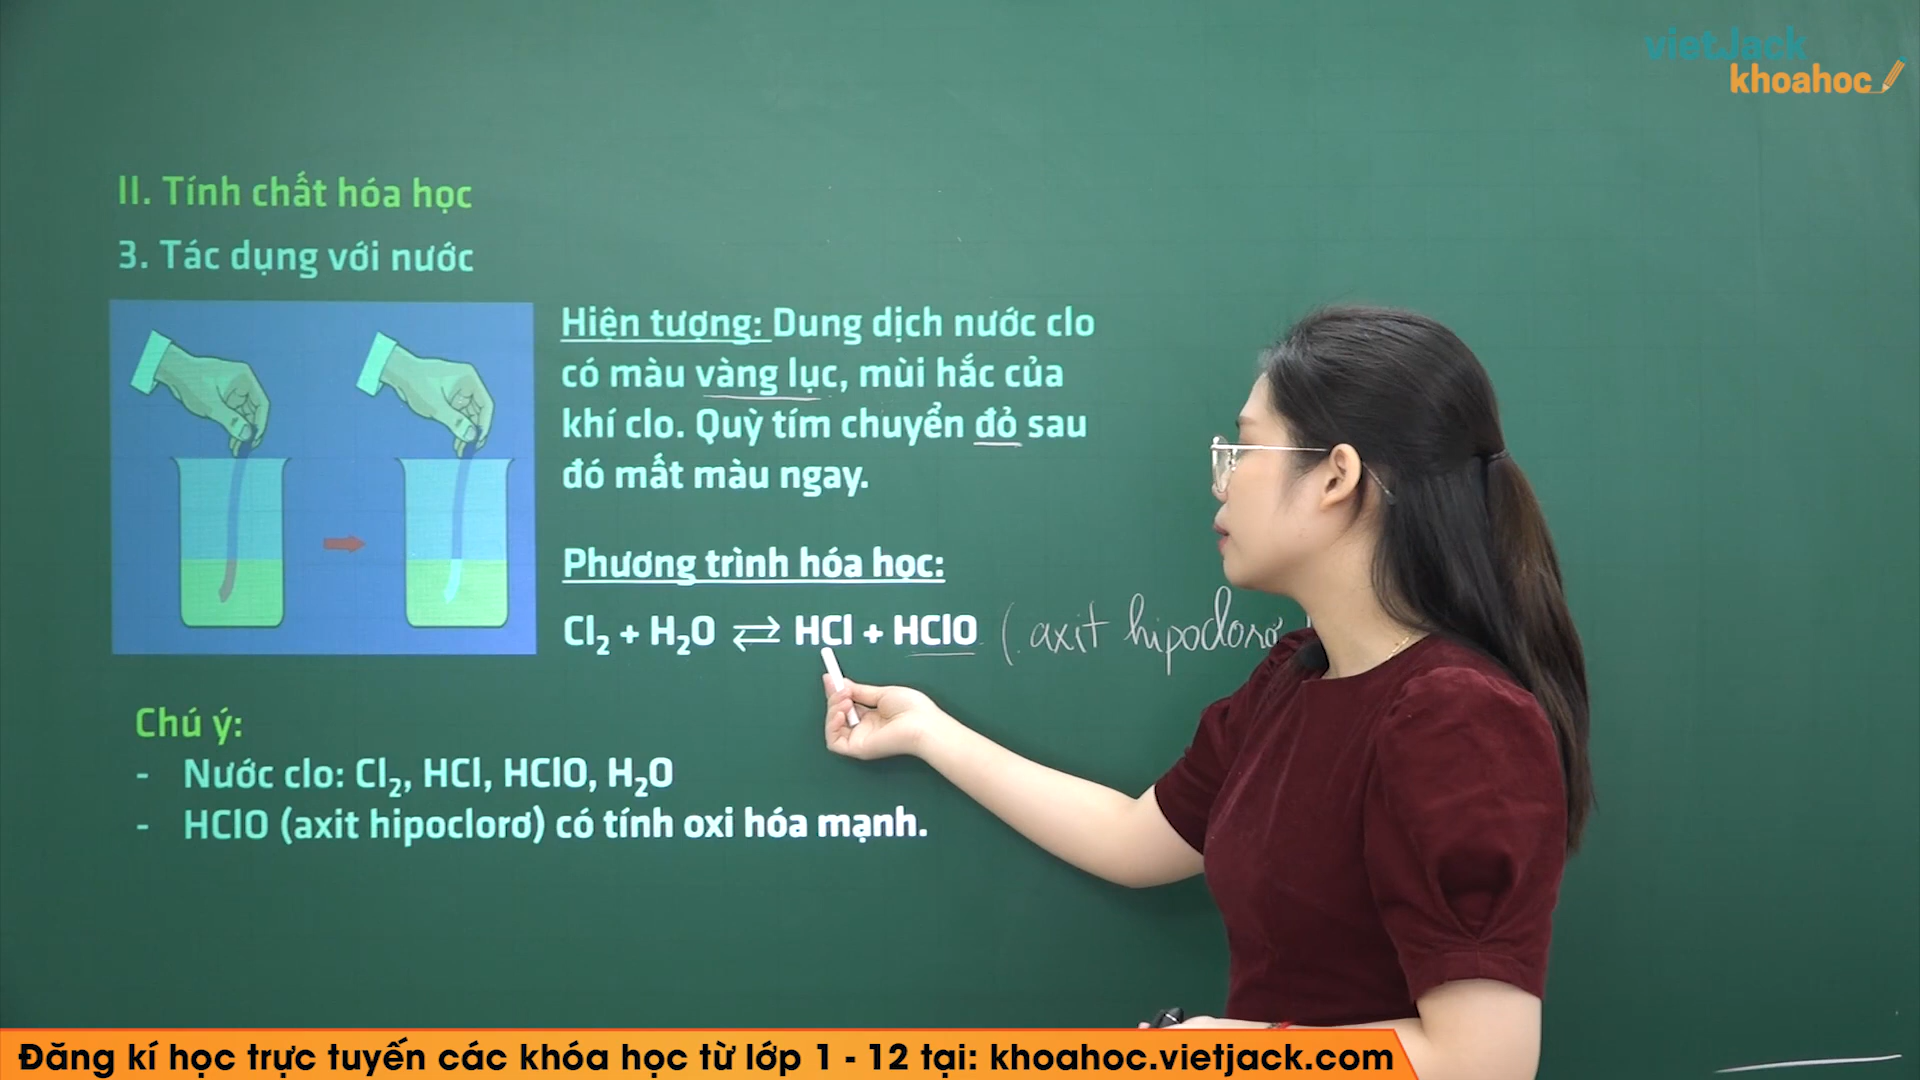 vietJack
khoahoc
II. Tính chất hóa học
3. Tác dụng với nước
Hiện tượng: Dung dịch nước clo
có màu vàng lục, mùi hắc của
khí clo. Quỳ tím chuyển đỏ sau
đó mất màu ngay.
Phương trình hóa học:
Cl₂ + H₂O ⇄ HCl + HClO (axit hipoclorơ
Chú ý:
- Nước clo: Cl₂, HCl, HClO, H₂O
- HClO (axit hipoclorơ) có tính oxi hóa mạnh.
Đăng kí học trực tuyến các khóa học từ lớp 1 - 12 tại: khoahoc.vietjack.com